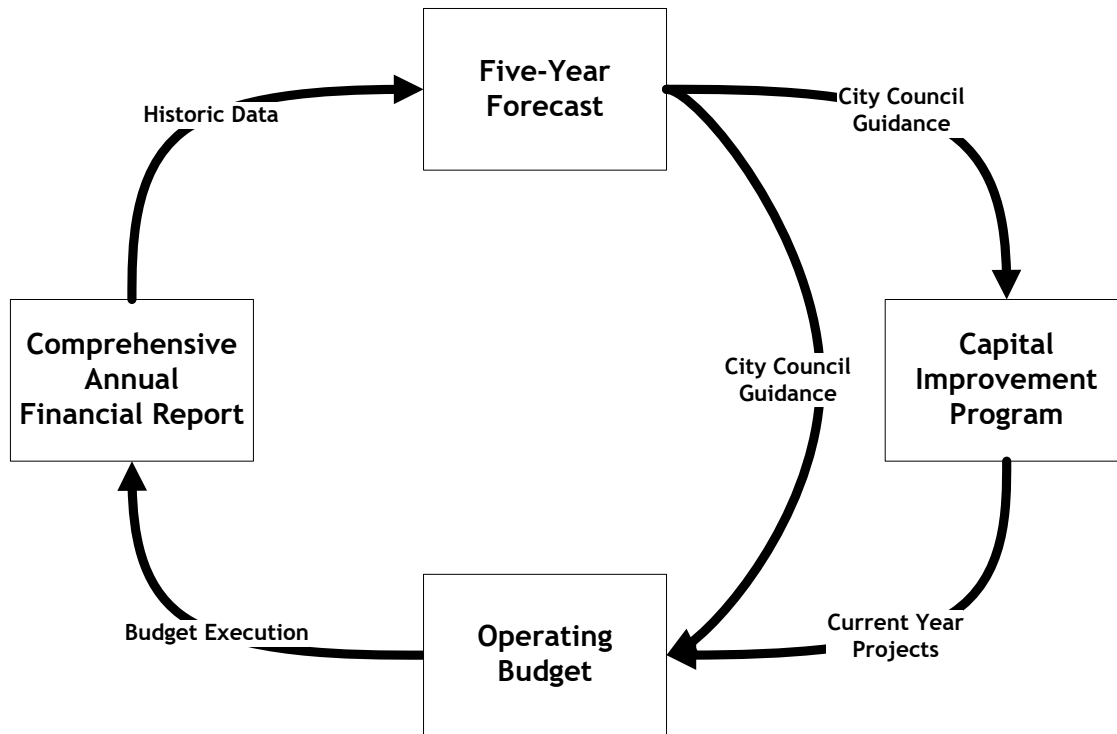 Five-Year
Forecast
Historic Data
City Council
Guidance
Comprehensive
Annual
Financial Report
City Council
Guidance
Capital
Improvement
Program
Budget Execution
Operating
Budget
Current Year
Projects